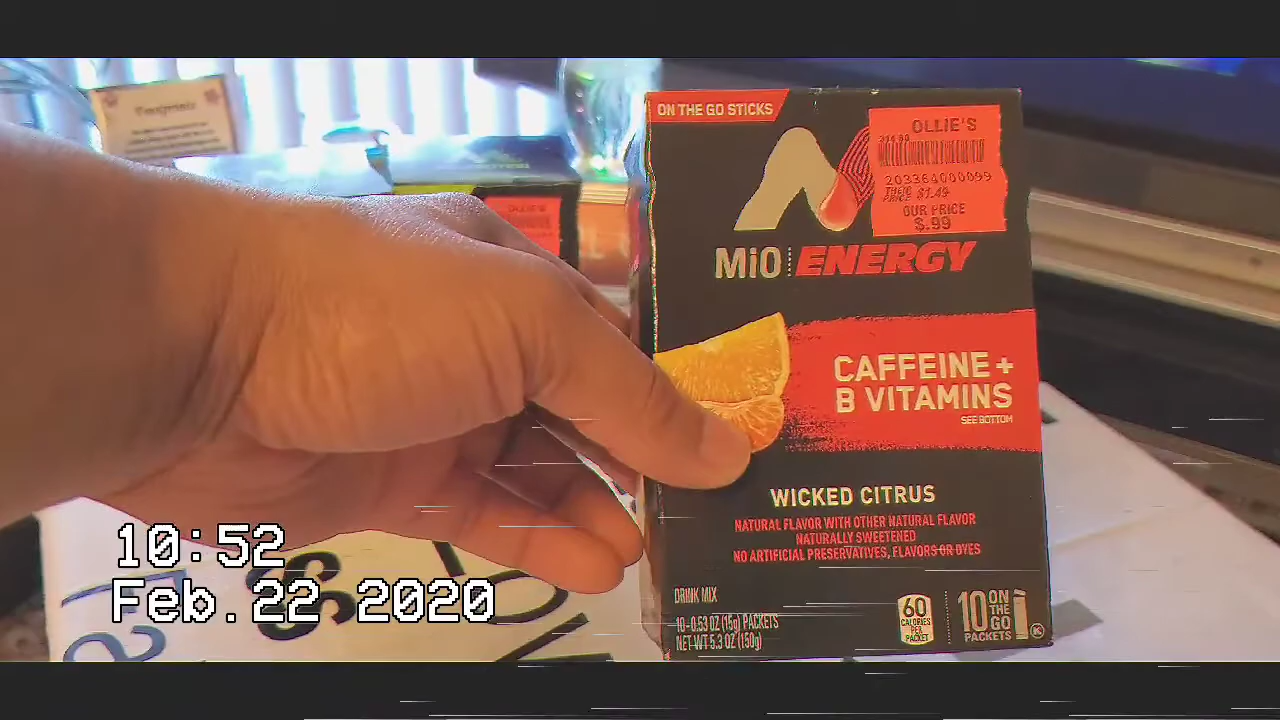 ON THE GO STICKS
OLLIE'S
203364000099
THEIR PRICE $1.49
OUR PRICE
$.99
MiO ENERGY
CAFFEINE +
B VITAMINS
SEE BOTTOM
WICKED CITRUS
NATURAL FLAVOR WITH OTHER NATURAL FLAVOR
NATURALLY SWEETENED
NO ARTIFICIAL PRESERVATIVES, FLAVORS OR DYES
DRINK MIX
10-0.53 OZ (15g) PACKETS
NET WT 5.3 OZ (150g)
60
CALORIES
PER
PACKET
10 ON
THE
GO
PACKETS
K
10:52
Feb.22 2020